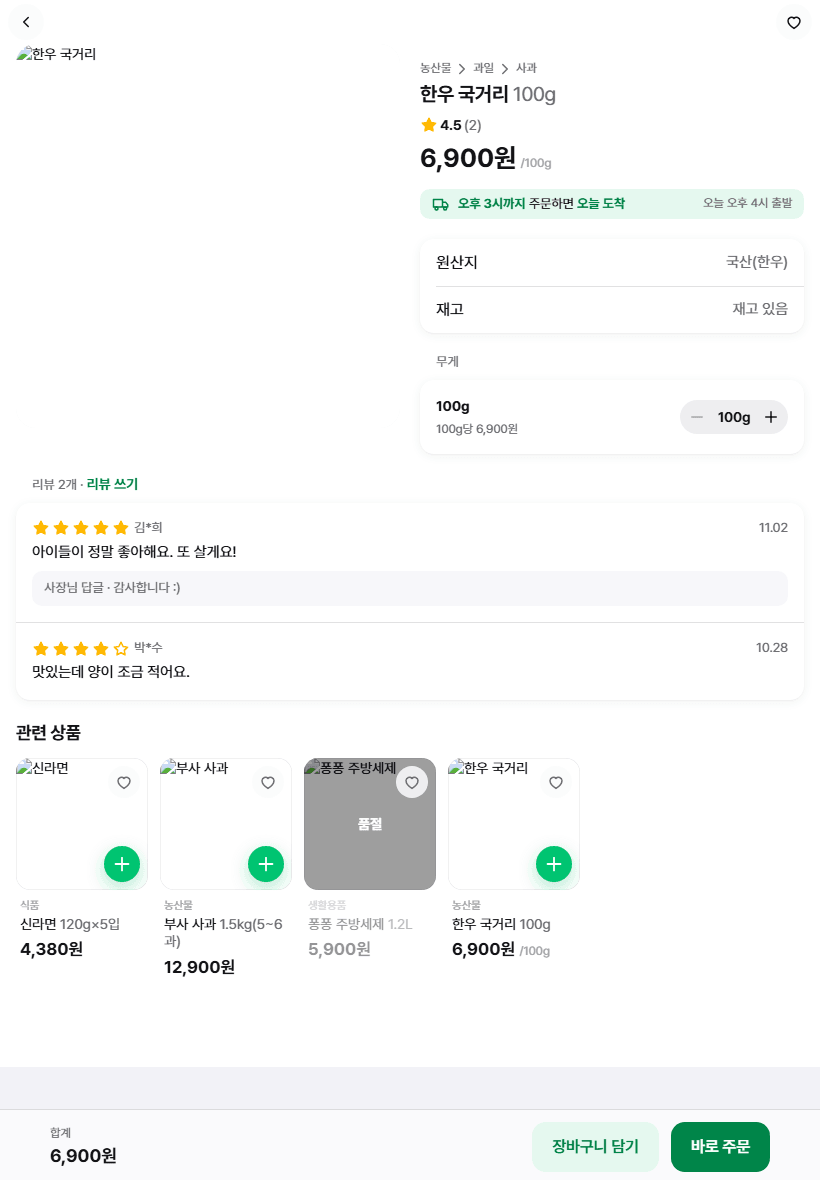 한우 국거리
농산물 > 과일 > 사과
한우 국거리 100g
4.5 (2)
6,900원 /100g
오후 3시까지 주문하면 오늘 도착 오늘 오후 4시 출발
원산지 국산(한우)
재고 재고 있음
무게
100g
100g당 6,900원
100g
리뷰 2개 · 리뷰 쓰기
김*희 11.02
아이들이 정말 좋아해요. 또 살게요!
사장님 답글 · 감사합니다 :)
박*수 10.28
맛있는데 양이 조금 적어요.
관련 상품
신라면
식품
신라면 120g×5입
4,380원
부사 사과
농산물
부사 사과 1.5kg(5~6
과)
12,900원
퐁퐁 주방세제
품절
생활용품
퐁퐁 주방세제 1.2L
5,900원
한우 국거리
농산물
한우 국거리 100g
6,900원 /100g
합계
6,900원
장바구니 담기
바로 주문